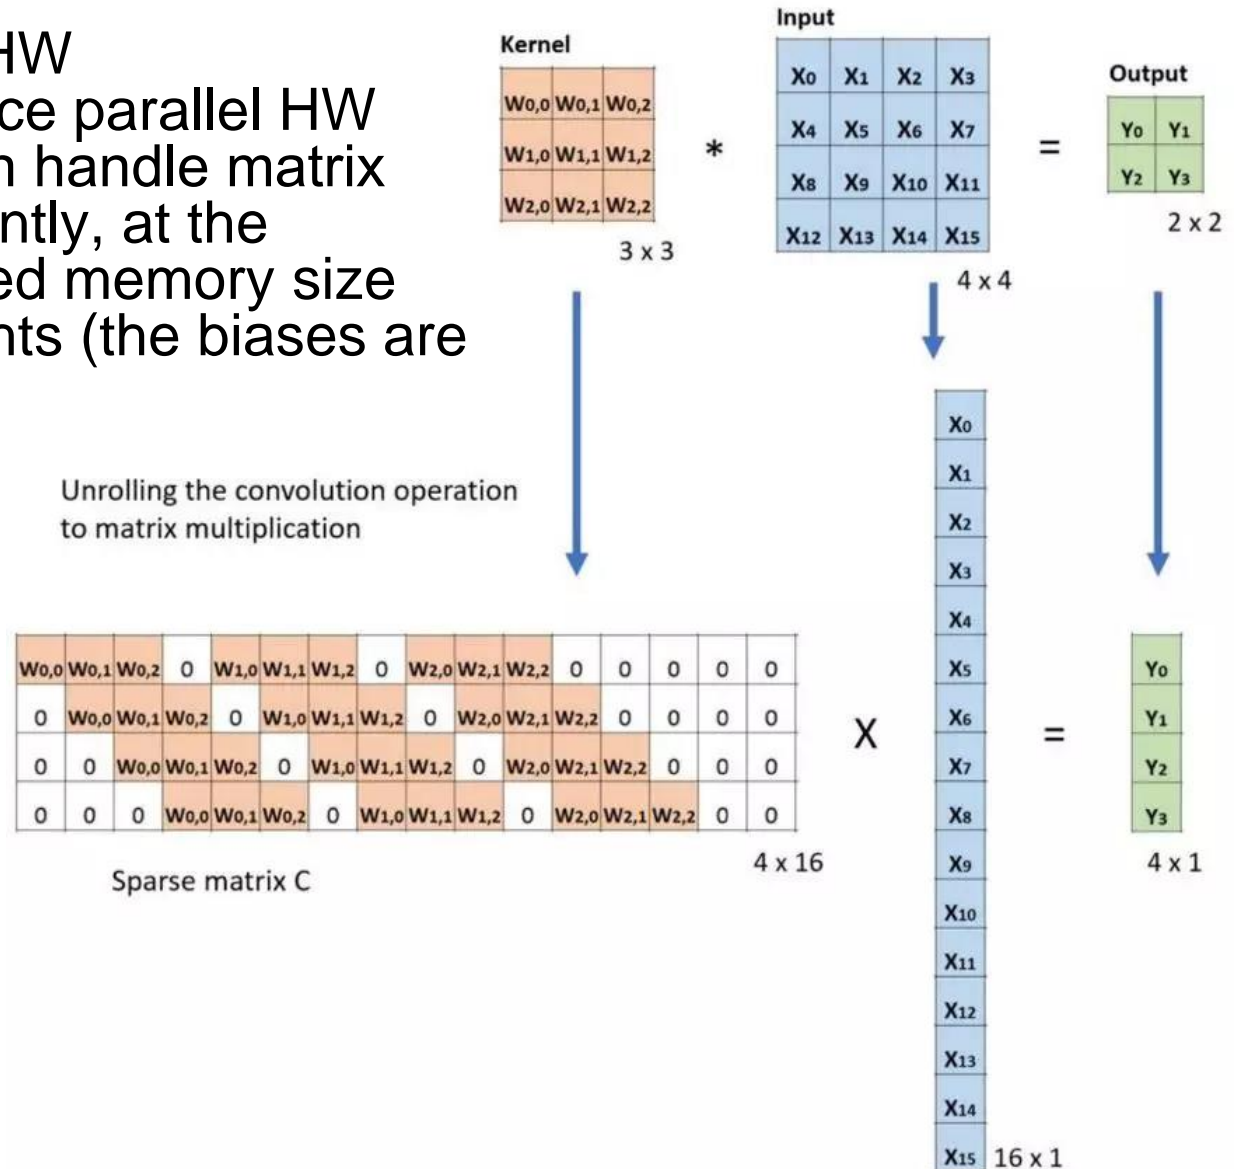 HW
ce parallel HW
n handle matrix
ntly, at the
ed memory size
nts (the biases are
Kernel
W0,0 W0,1 W0,2
W1,0 W1,1 W1,2
W2,0 W2,1 W2,2
3 x 3
*
Input
X0 X1 X2 X3
X4 X5 X6 X7
X8 X9 X10 X11
X12 X13 X14 X15
4 x 4
=
Output
Y0 Y1
Y2 Y3
2 x 2
Unrolling the convolution operation
to matrix multiplication
W0,0 W0,1 W0,2 0 W1,0 W1,1 W1,2 0 W2,0 W2,1 W2,2 0 0 0 0 0
0 W0,0 W0,1 W0,2 0 W1,0 W1,1 W1,2 0 W2,0 W2,1 W2,2 0 0 0 0
0 0 W0,0 W0,1 W0,2 0 W1,0 W1,1 W1,2 0 W2,0 W2,1 W2,2 0 0 0
0 0 0 W0,0 W0,1 W0,2 0 W1,0 W1,1 W1,2 0 W2,0 W2,1 W2,2 0 0
4 x 16
Sparse matrix C
X
X0
X1
X2
X3
X4
X5
X6
X7
X8
X9
X10
X11
X12
X13
X14
X15
16 x 1
=
Y0
Y1
Y2
Y3
4 x 1